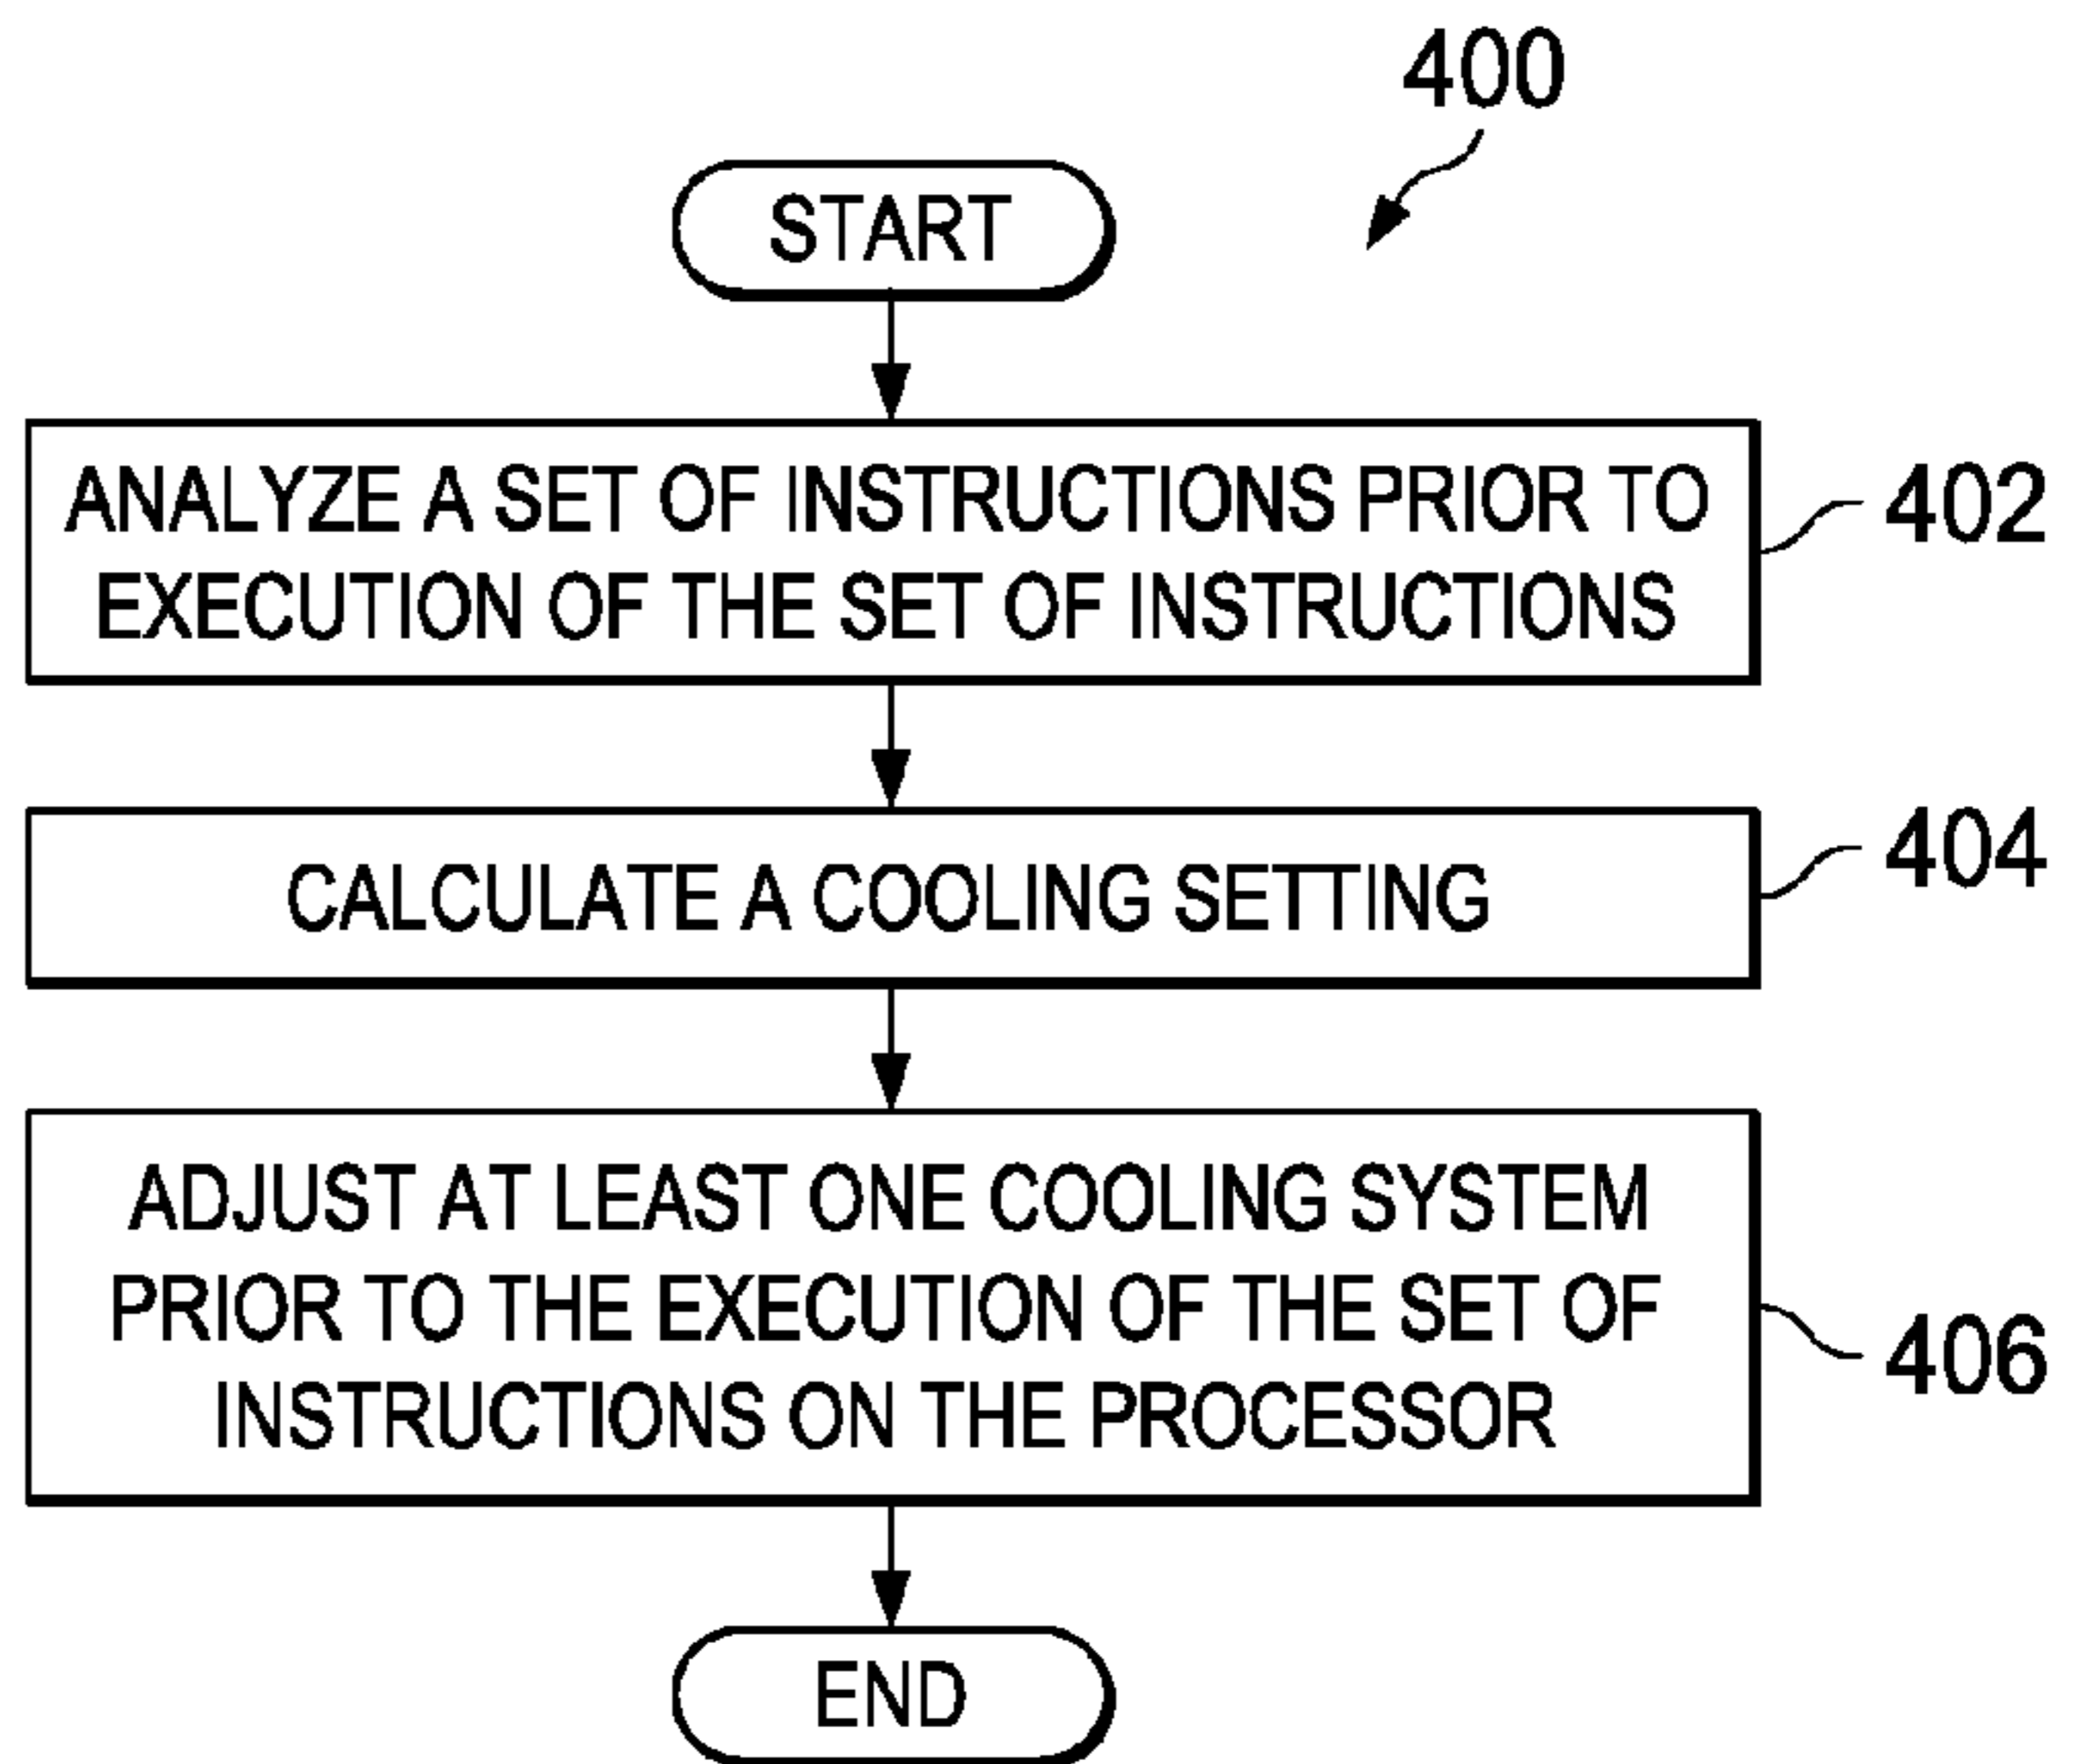 400
START
ANALYZE A SET OF INSTRUCTIONS PRIOR TO
EXECUTION OF THE SET OF INSTRUCTIONS
402
CALCULATE A COOLING SETTING
404
ADJUST AT LEAST ONE COOLING SYSTEM
PRIOR TO THE EXECUTION OF THE SET OF
INSTRUCTIONS ON THE PROCESSOR
406
END